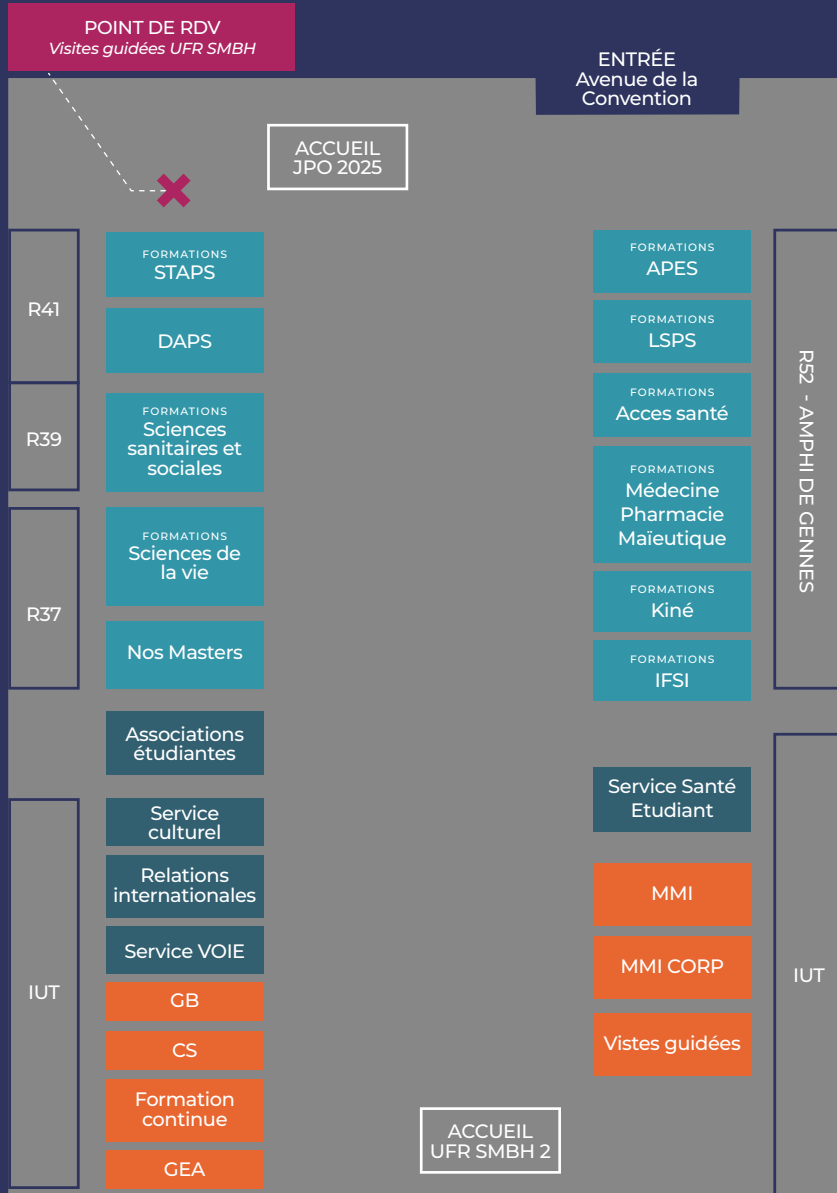 POINT DE RDV
Visites guidées UFR SMBH
ENTRÉE
Avenue de la
Convention
ACCUEIL
JPO 2025
R41
R39
R37
IUT
FORMATIONS
STAPS
DAPS
FORMATIONS
Sciences
sanitaires et
sociales
FORMATIONS
Sciences de
la vie
Nos Masters
Associations
étudiantes
Service
culturel
Relations
internationales
Service VOIE
GB
CS
Formation
continue
GEA
ACCUEIL
UFR SMBH 2
FORMATIONS
APES
FORMATIONS
LSPS
FORMATIONS
Acces santé
FORMATIONS
Médecine
Pharmacie
Maïeutique
FORMATIONS
Kiné
FORMATIONS
IFSI
Service Santé
Etudiant
MMI
MMI CORP
Vistes guidées
R52 - AMPHI DE GENNES
IUT